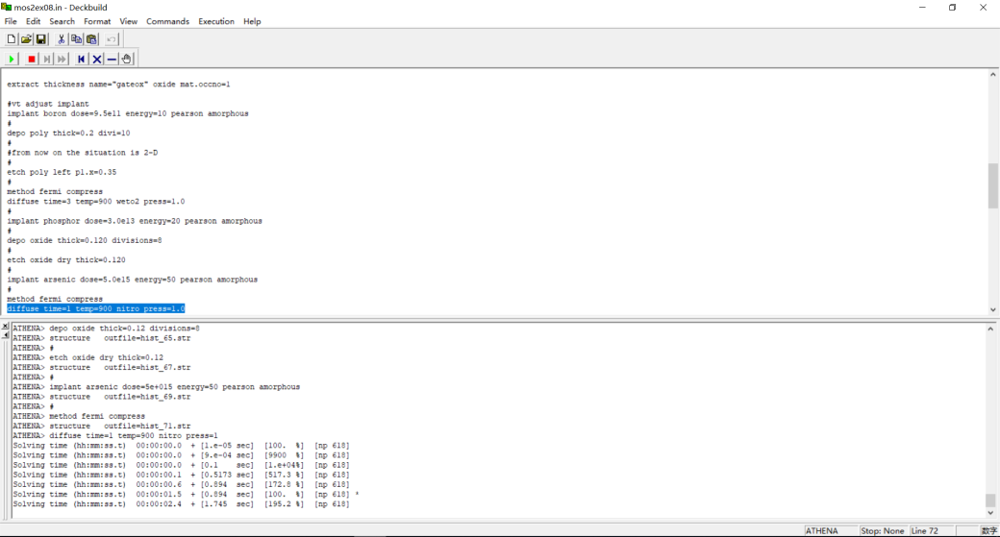 mos2ex08.in - Deckbuild
File Edit Search Format View Commands Execution Help
extract thickness name="gateox" oxide mat.occno=1
#vt adjust implant
implant boron dose=9.5e11 energy=10 pearson amorphous
#
depo poly thick=0.2 divi=10
#
#from now on the situation is 2-D
#
etch poly left p1.x=0.35
#
method fermi compress
diffuse time=3 temp=900 weto2 press=1.0
#
implant phosphor dose=3.0e13 energy=20 pearson amorphous
#
depo oxide thick=0.120 divisions=8
#
etch oxide dry thick=0.120
#
implant arsenic dose=5.0e15 energy=50 pearson amorphous
#
method fermi compress
diffuse time=1 temp=900 nitro press=1.0
ATHENA> depo oxide thick=0.12 divisions=8
ATHENA> structure outfile=hist_65.str
ATHENA> #
ATHENA> etch oxide dry thick=0.12
ATHENA> structure outfile=hist_67.str
ATHENA> #
ATHENA> implant arsenic dose=5e+015 energy=50 pearson amorphous
ATHENA> structure outfile=hist_69.str
ATHENA> #
ATHENA> method fermi compress
ATHENA> structure outfile=hist_71.str
ATHENA> diffuse time=1 temp=900 nitro press=1
Solving time (hh:mm:ss.t) 00:00:00.0 + [1.e-05 sec] [100. %] [np 618]
Solving time (hh:mm:ss.t) 00:00:00.0 + [9.e-04 sec] [9900 %] [np 618]
Solving time (hh:mm:ss.t) 00:00:00.0 + [0.1 sec] [1.e+04%] [np 618]
Solving time (hh:mm:ss.t) 00:00:00.1 + [0.5173 sec] [517.3 %] [np 618]
Solving time (hh:mm:ss.t) 00:00:00.6 + [0.894 sec] [172.8 %] [np 618]
Solving time (hh:mm:ss.t) 00:00:01.5 + [0.894 sec] [100. %] [np 618] *
Solving time (hh:mm:ss.t) 00:00:02.4 + [1.745 sec] [195.2 %] [np 618]
ATHENA Stop: None Line 72 数字